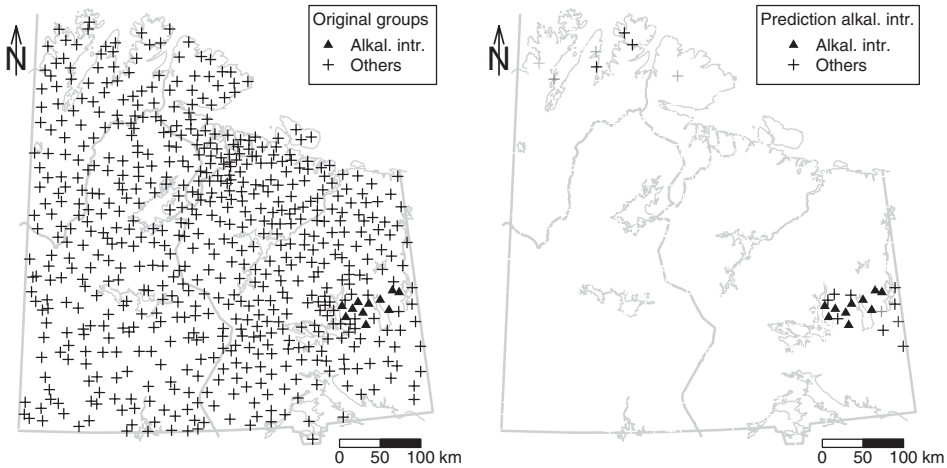 Original groups
Alkal. intr.
Others
N
0 50 100 km
Prediction alkal. intr.
Alkal. intr.
Others
N
0 50 100 km